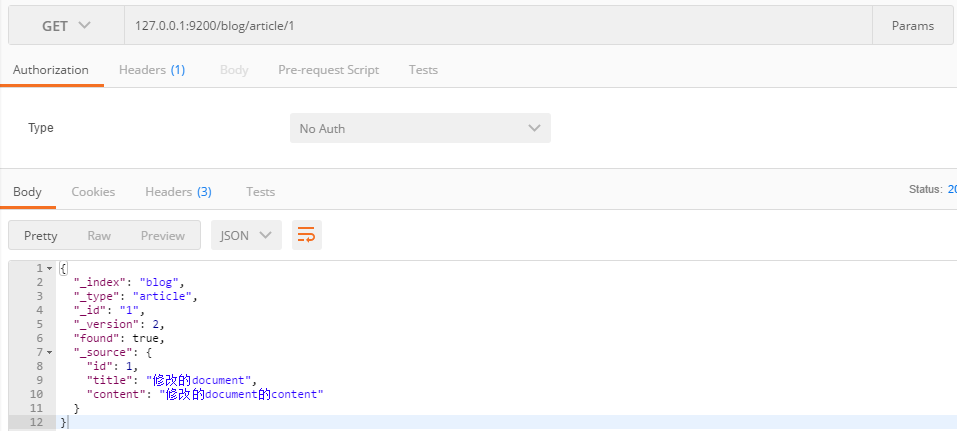 GET 127.0.0.1:9200/blog/article/1 Params
Authorization Headers (1) Body Pre-request Script Tests
Type No Auth
Body Cookies Headers (3) Tests Status: 20
Pretty Raw Preview JSON
1 {
2 "_index": "blog",
3 "_type": "article",
4 "_id": "1",
5 "_version": 2,
6 "found": true,
7 "_source": {
8 "id": 1,
9 "title": "修改的document",
10 "content": "修改的document的content"
11 }
12 }